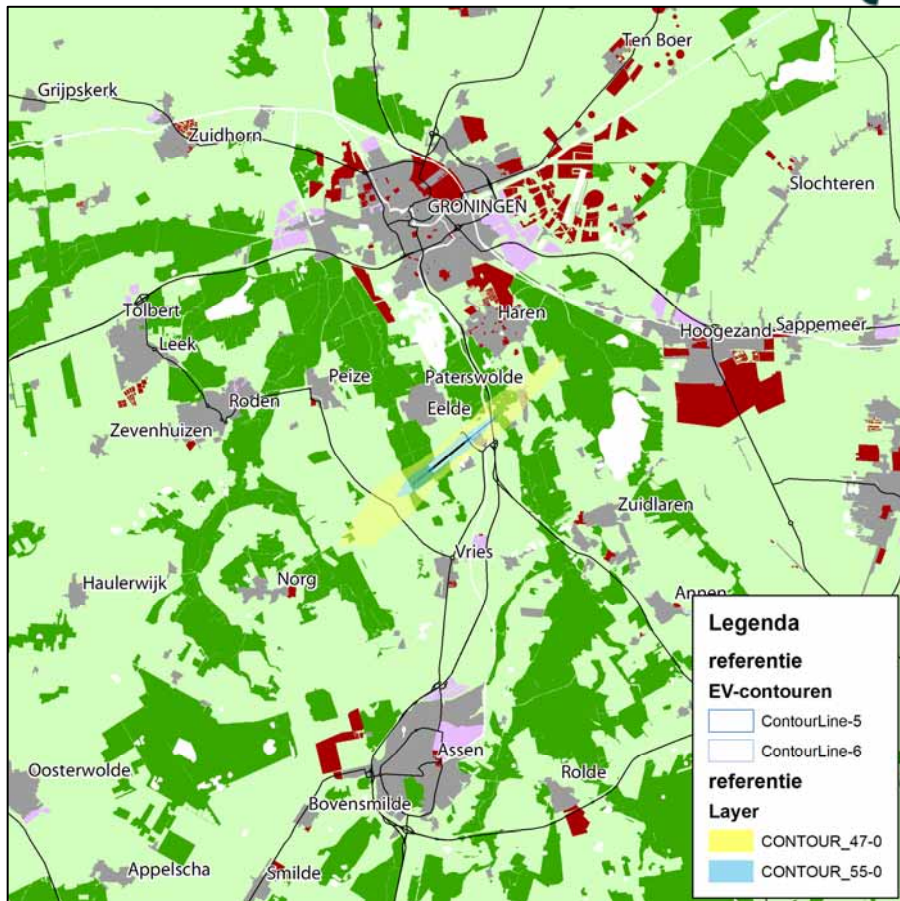 Ten Boer
Grijpskerk
Zuidhorn
Slochteren
GRONINGEN
Tolbert
Haren
Hoogezand
Sappemeer
Leek
Peize
Paterswolde
Roden
Eelde
Zevenhuizen
Zuidlaren
Vries
Norg
Haulerwijk
Annen
Assen
Oosterwolde
Rolde
Bovensmilde
Appelscha
Smilde
Legenda
referentie
EV-contouren
ContourLine-5
ContourLine-6
referentie
Layer
CONTOUR_47-0
CONTOUR_55-0